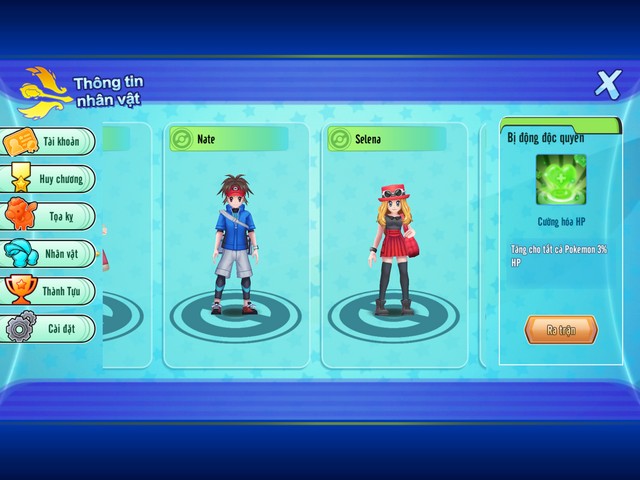 Thông tin
nhân vật
X
Tài khoản
Huy chương
Tọa kỵ
Nhân vật
Thành Tựu
Cài đặt
Nate
Selena
Bị động độc quyền
Cường hóa HP
Tăng cho tất cả Pokemon 3%
HP
Ra trận